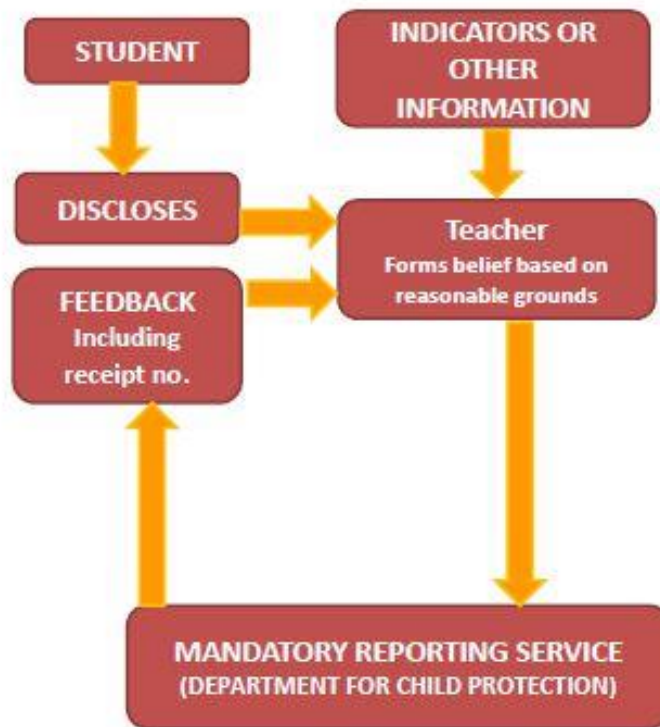 STUDENT
INDICATORS OR
OTHER
INFORMATION
DISCLOSES
Teacher
Forms belief based on
reasonable grounds
FEEDBACK
Including
receipt no.
MANDATORY REPORTING SERVICE
(DEPARTMENT FOR CHILD PROTECTION)